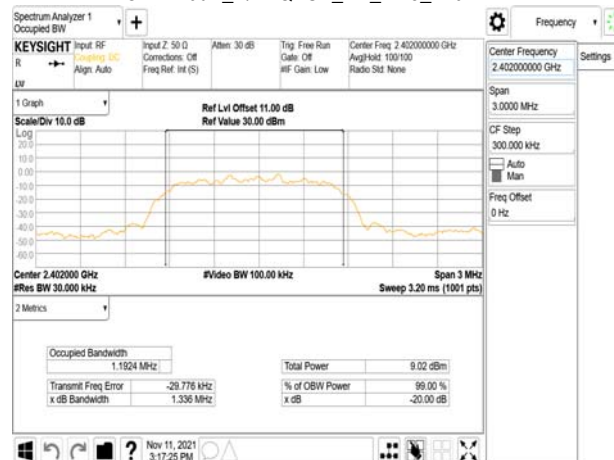 Spectrum Analyzer 1
Occupied BW
Frequency
KEYSIGHT
R
Input: RF
Coupling: DC
Align: Auto
Input Z: 50 Ω
Corrections: Off
Freq Ref: Int (S)
Atten: 30 dB
Trig: Free Run
Gate: Off
#IF Gain: Low
Center Freq: 2.402000000 GHz
Avg|Hold: 100/100
Radio Std: None
1 Graph
Scale/Div 10.0 dB
Ref Lvl Offset 11.00 dB
Ref Value 30.00 dBm
Log
20.0
10.0
0.00
-10.0
-20.0
-30.0
-40.0
-50.0
-60.0
Center 2.402000 GHz
#Res BW 30.000 kHz
#Video BW 100.00 kHz
Span 3 MHz
Sweep 3.20 ms (1001 pts)
2 Metrics
Occupied Bandwidth
1.1924 MHz
Total Power 9.02 dBm
Transmit Freq Error -29.776 kHz
% of OBW Power 99.00 %
x dB Bandwidth 1.336 MHz
x dB -20.00 dB
Center Frequency
2.402000000 GHz
Settings
Span
3.0000 MHz
CF Step
300.000 kHz
Auto
Man
Freq Offset
0 Hz
?
Nov 11, 2021
3:17:25 PM